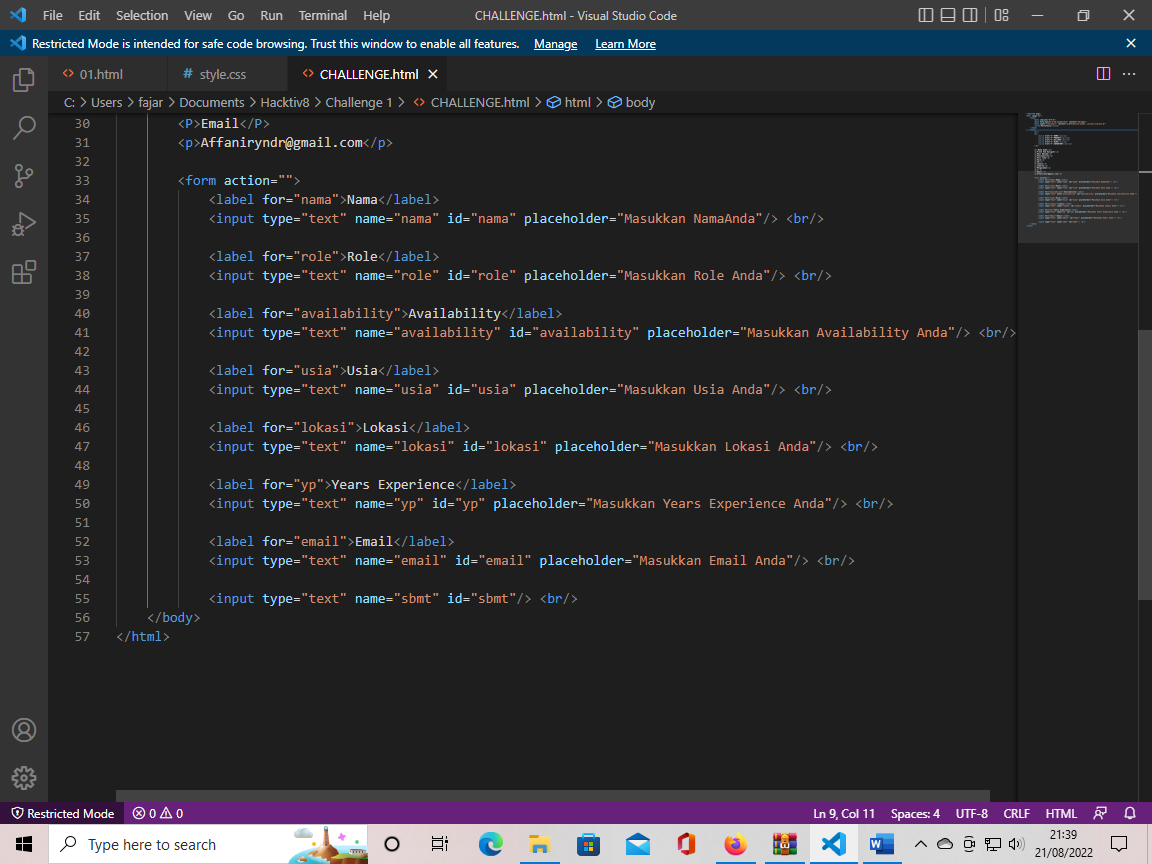 File Edit Selection View Go Run Terminal Help CHALLENGE.html - Visual Studio Code
Restricted Mode is intended for safe code browsing. Trust this window to enable all features. Manage Learn More
01.html # style.css CHALLENGE.html
C: > Users > fajar > Documents > Hacktiv8 > Challenge 1 > CHALLENGE.html > html > body
30 <P>Email</P>
31 <p>Affaniryndr@gmail.com</p>
32
33 <form action="">
34 <label for="nama">Nama</label>
35 <input type="text" name="nama" id="nama" placeholder="Masukkan NamaAnda"/> <br/>
36
37 <label for="role">Role</label>
38 <input type="text" name="role" id="role" placeholder="Masukkan Role Anda"/> <br/>
39
40 <label for="availability">Availability</label>
41 <input type="text" name="availability" id="availability" placeholder="Masukkan Availability Anda"/> <br/>
42
43 <label for="usia">Usia</label>
44 <input type="text" name="usia" id="usia" placeholder="Masukkan Usia Anda"/> <br/>
45
46 <label for="lokasi">Lokasi</label>
47 <input type="text" name="lokasi" id="lokasi" placeholder="Masukkan Lokasi Anda"/> <br/>
48
49 <label for="yp">Years Experience</label>
50 <input type="text" name="yp" id="yp" placeholder="Masukkan Years Experience Anda"/> <br/>
51
52 <label for="email">Email</label>
53 <input type="text" name="email" id="email" placeholder="Masukkan Email Anda"/> <br/>
54
55 <input type="text" name="sbmt" id="sbmt"/> <br/>
56 </body>
57 </html>
Restricted Mode 0 0 Ln 9, Col 11 Spaces: 4 UTF-8 CRLF HTML
Type here to search
21:39
21/08/2022